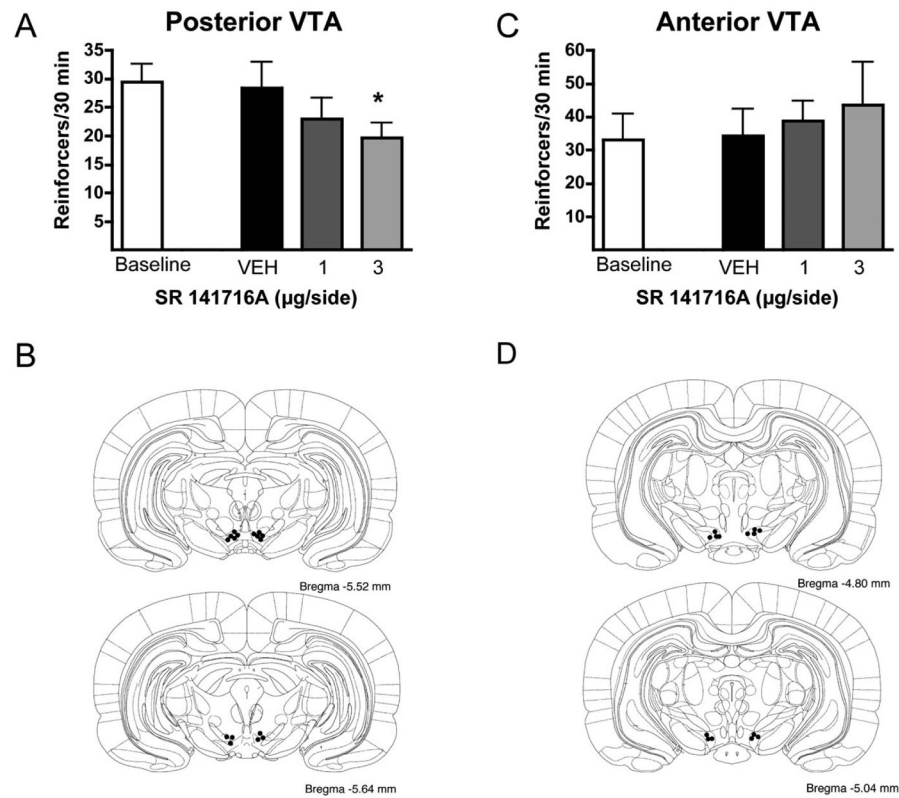 A
Posterior VTA
Reinforcers/30 min
35
30
25
20
15
10
5
*
Baseline
VEH
1
3
SR 141716A (µg/side)
C
Anterior VTA
Reinforcers/30 min
60
50
40
30
20
10
Baseline
VEH
1
3
SR 141716A (µg/side)
B
Bregma -5.52 mm
Bregma -5.64 mm
D
Bregma -4.80 mm
Bregma -5.04 mm